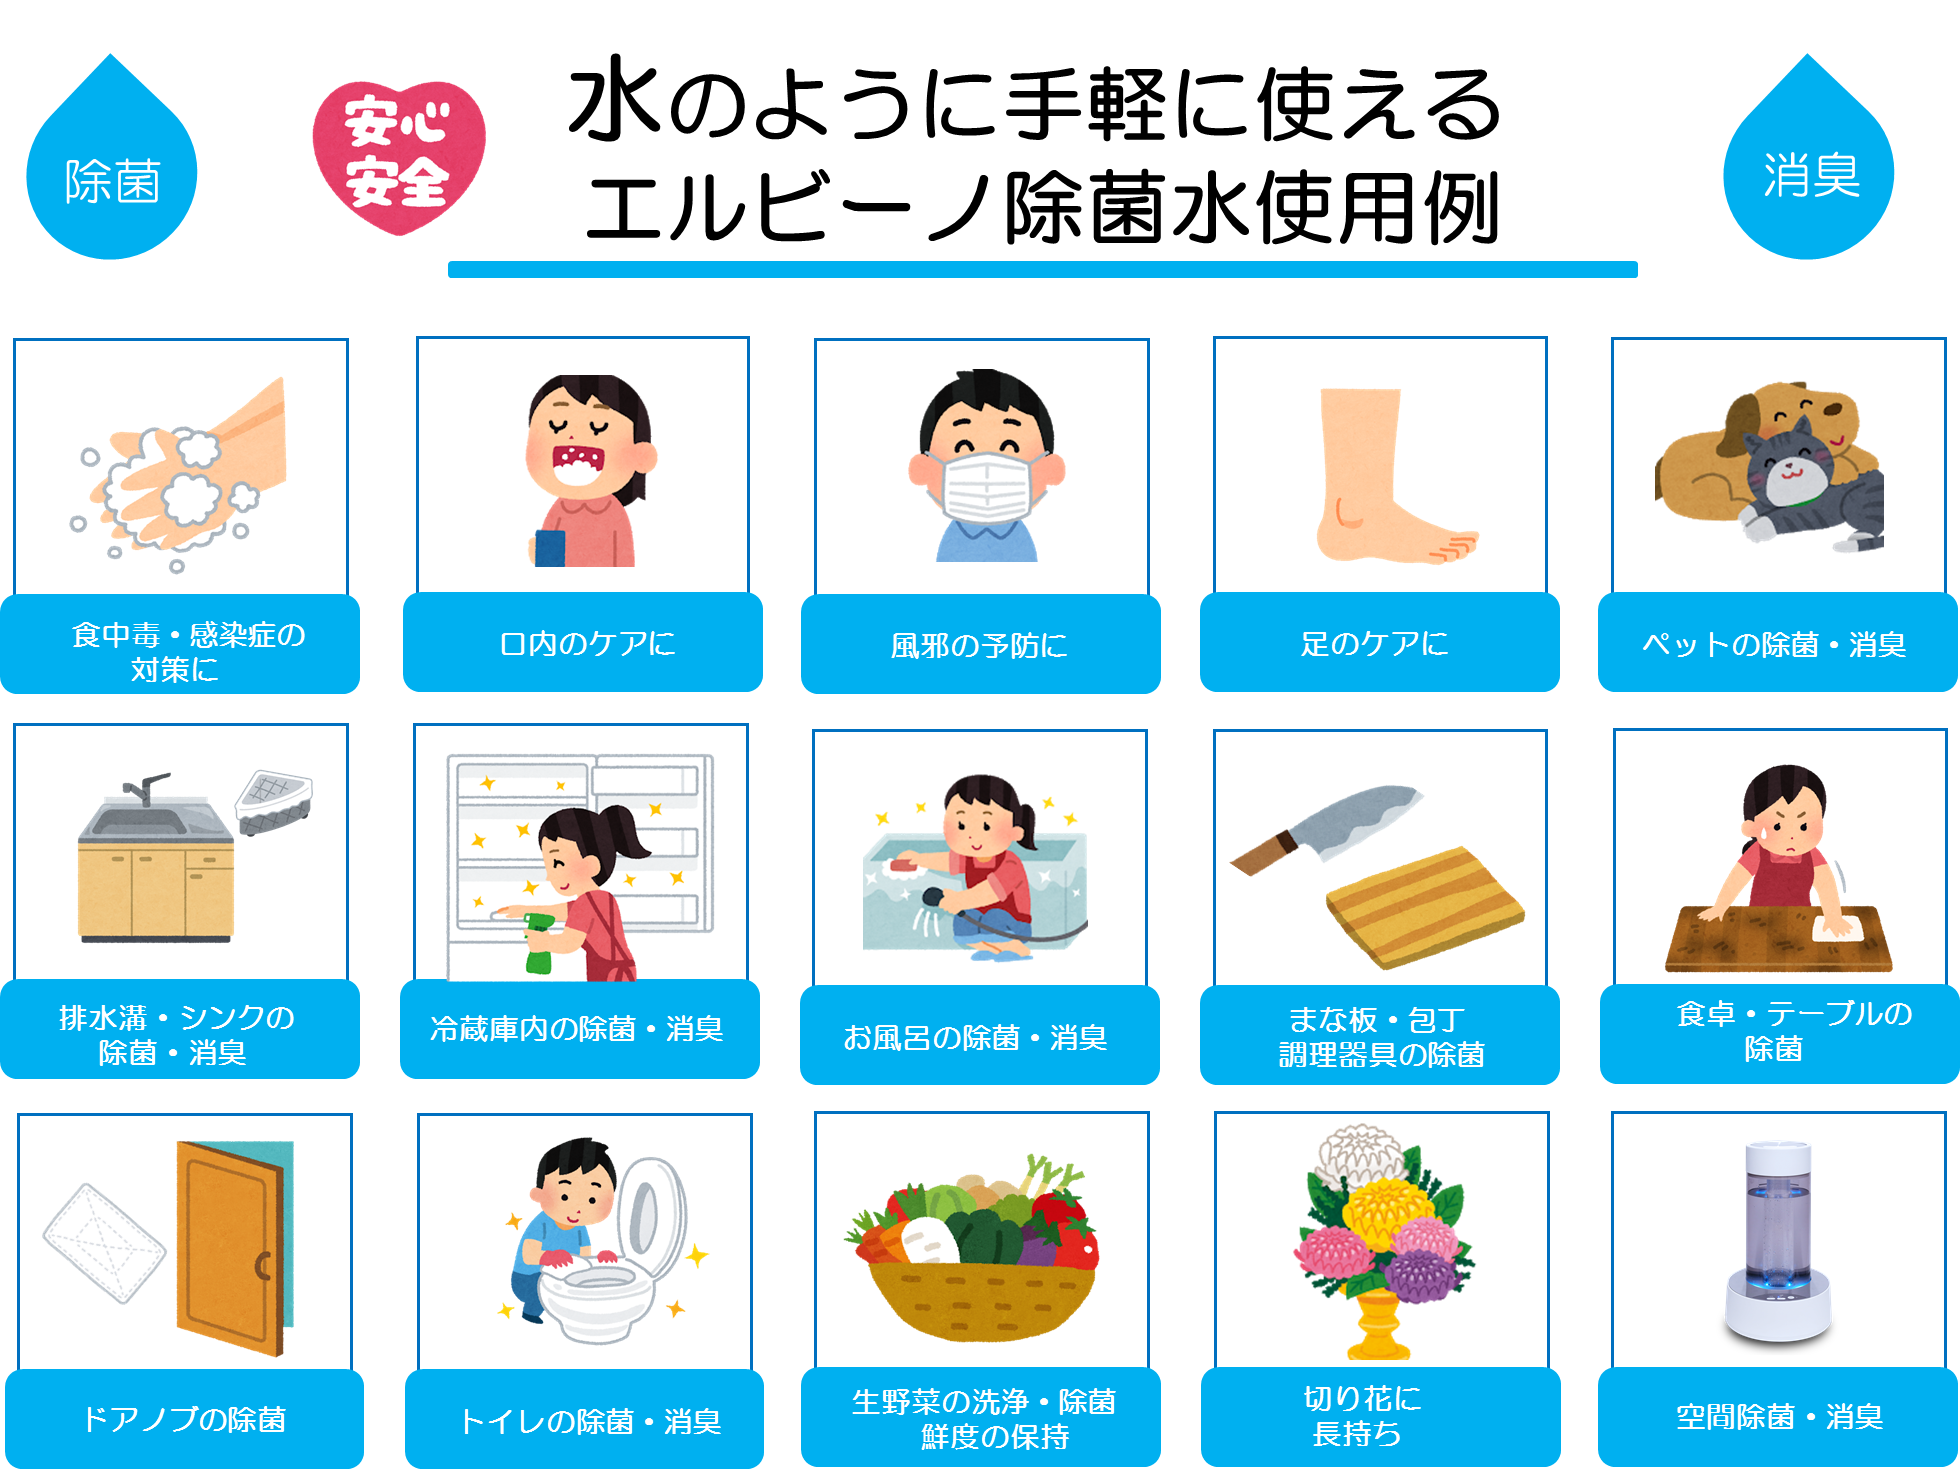 除菌
安心
安全
水のように手軽に使える
エルビーノ除菌水使用例
消臭
食中毒・感染症の
対策に
口内のケアに
風邪の予防に
足のケアに
ペットの除菌・消臭
排水溝・シンクの
除菌・消臭
冷蔵庫内の除菌・消臭
お風呂の除菌・消臭
まな板・包丁
調理器具の除菌
食卓・テーブルの
除菌
ドアノブの除菌
トイレの除菌・消臭
生野菜の洗浄・除菌
鮮度の保持
切り花に
長持ち
空間除菌・消臭